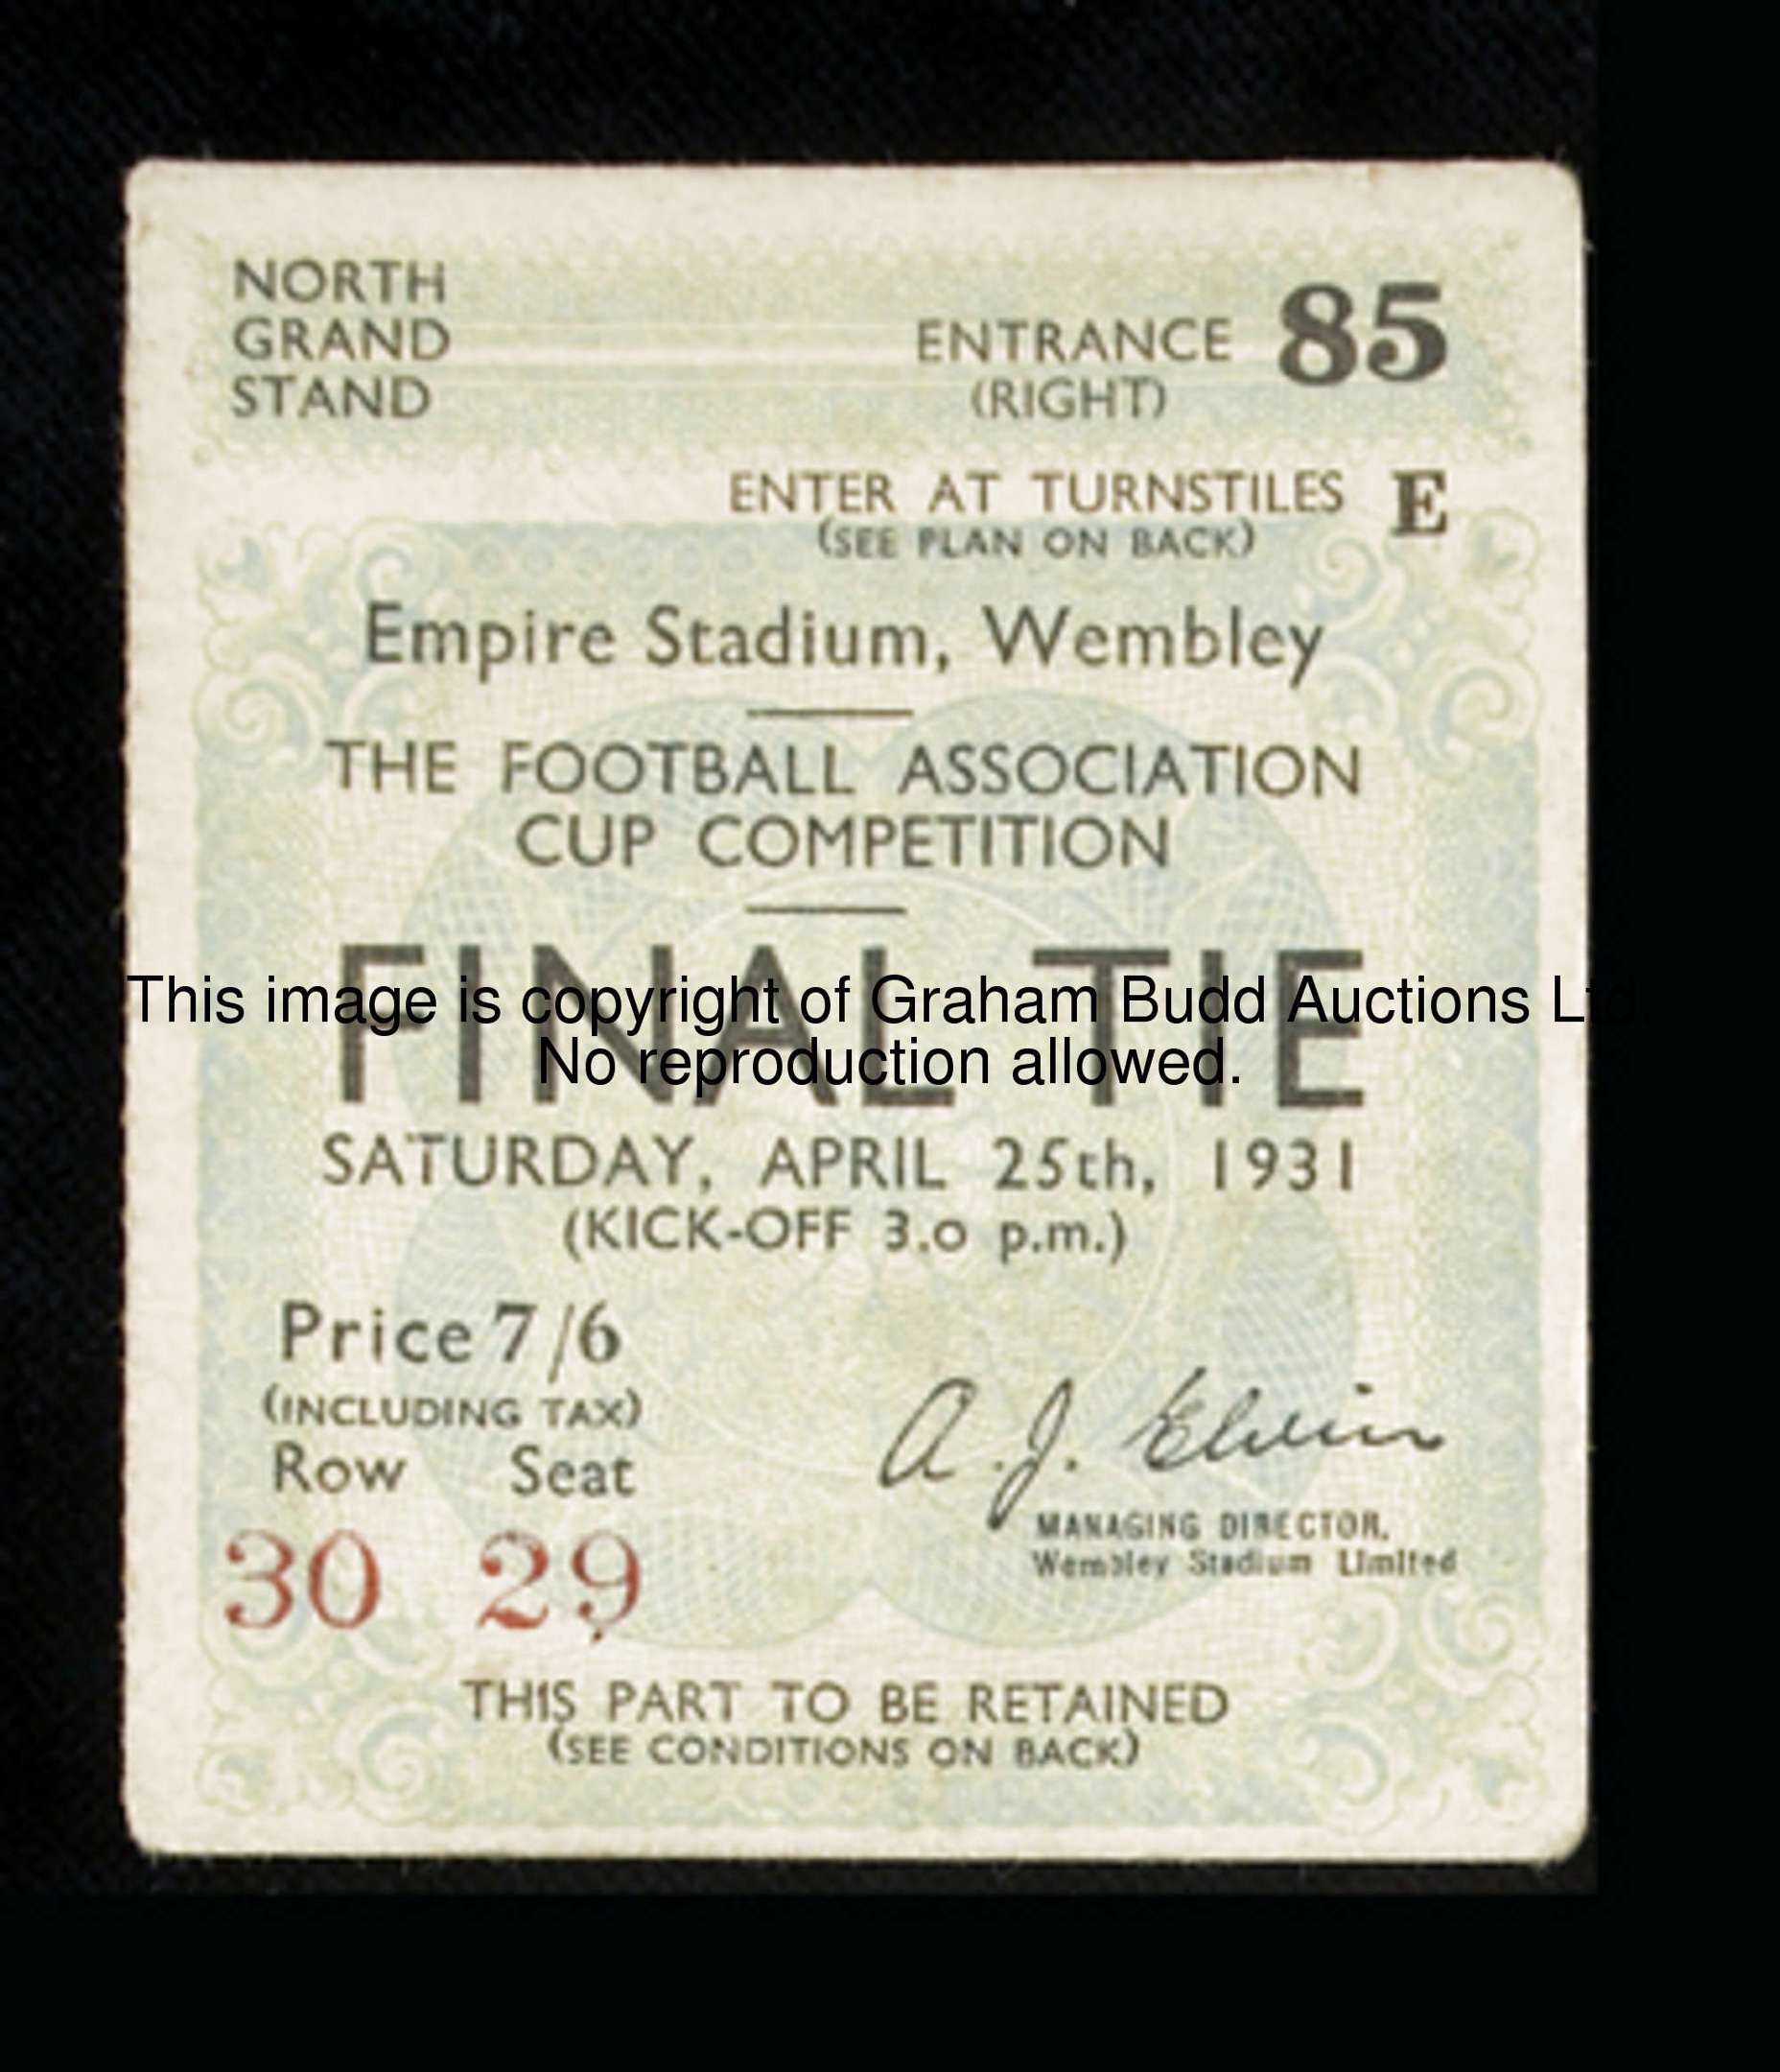 NORTH
GRAND
STAND
ENTRANCE 85
(RIGHT)
ENTER AT TURNSTILES E
(SEE PLAN ON BACK)
Empire Stadium, Wembley
THE FOOTBALL ASSOCIATION
CUP COMPETITION
FINAL TIE
This image is copyright of Graham Budd Auctions Ltd.
No reproduction allowed.
SATURDAY, APRIL 25th, 1931
(KICK-OFF 3.0 p.m.)
Price 7/6
(INCLUDING TAX)
Row Seat
30 29
A. J. Elvin
MANAGING DIRECTOR.
Wembley Stadium Limited
THIS PART TO BE RETAINED
(SEE CONDITIONS ON BACK)